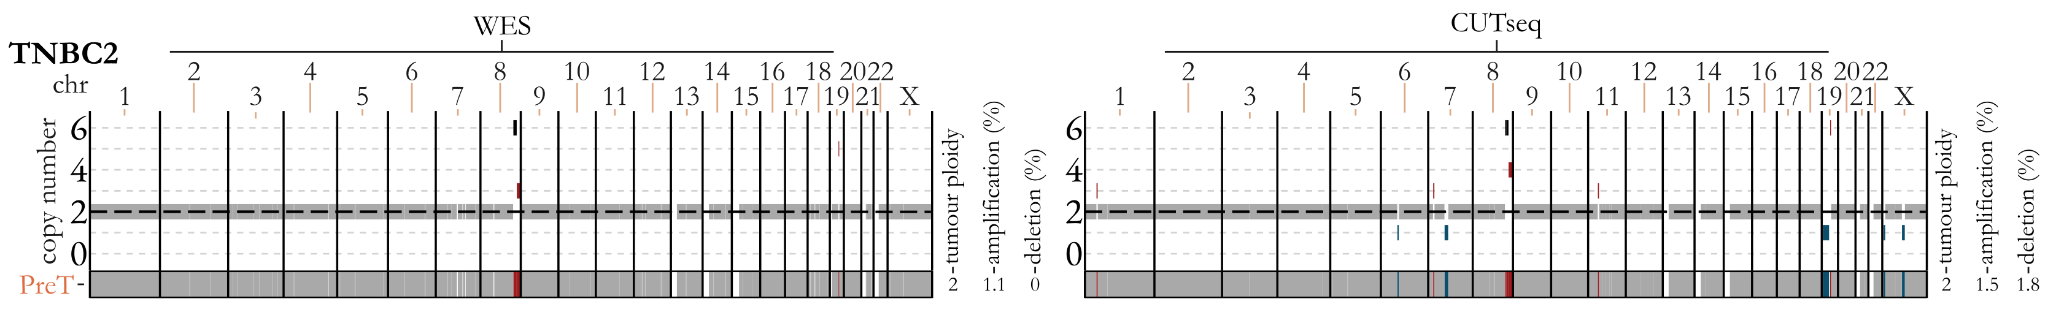 WES
TNBC2
chr
2 4 6 8 10 12 14 16 18 20 22
1 3 5 7 9 11 13 15 17 19 21 X
copy number
6
4
2
0
PreT-
2-tumour ploidy
1.1-amplification (%)
0-deletion (%)
CUTseq
2 4 6 8 10 12 14 16 18 20 22
1 3 5 7 9 11 13 15 17 19 21 X
6
4
2
0
2-tumour ploidy
1.5-amplification (%)
1.8-deletion (%)